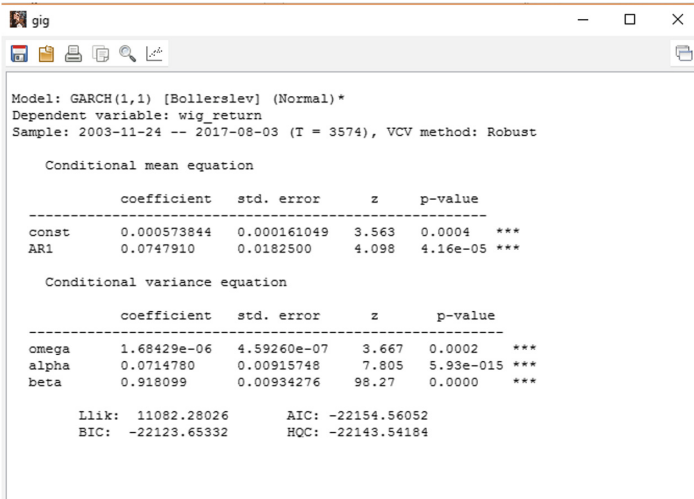 gig
Model: GARCH(1,1) [Bollerslev] (Normal)*
Dependent variable: wig_return
Sample: 2003-11-24 -- 2017-08-03 (T = 3574), VCV method: Robust
Conditional mean equation
coefficient std. error z p-value
-------------------------------------------------------
const 0.000573844 0.000161049 3.563 0.0004 ***
AR1 0.0747910 0.0182500 4.098 4.16e-05 ***
Conditional variance equation
coefficient std. error z p-value
---------------------------------------------------------
omega 1.68429e-06 4.59260e-07 3.667 0.0002 ***
alpha 0.0714780 0.00915748 7.805 5.93e-015 ***
beta 0.918099 0.00934276 98.27 0.0000 ***
Llik: 11082.28026 AIC: -22154.56052
BIC: -22123.65332 HQC: -22143.54184